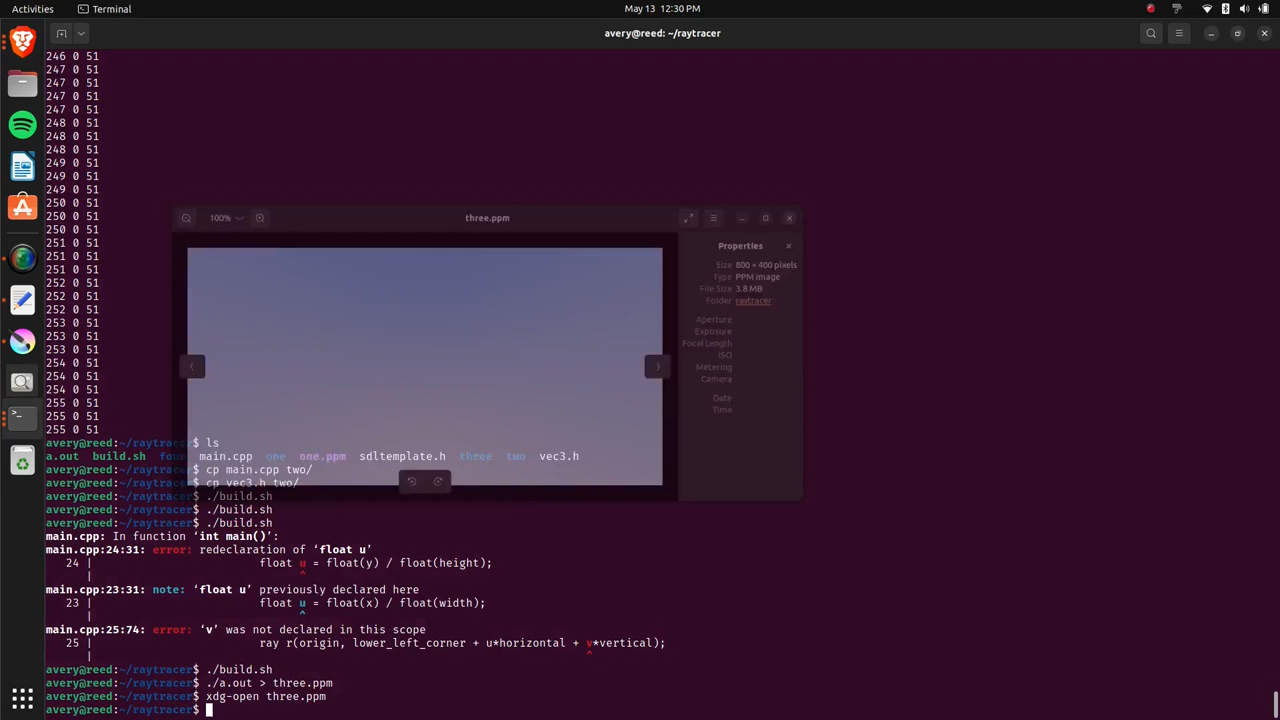 Activities
Terminal
May 13 12:30 PM
avery@reed: ~/raytracer
246 0 51
247 0 51
247 0 51
247 0 51
247 0 51
248 0 51
248 0 51
248 0 51
249 0 51
249 0 51
249 0 51
250 0 51
250 0 51
250 0 51
251 0 51
251 0 51
251 0 51
252 0 51
252 0 51
252 0 51
253 0 51
253 0 51
253 0 51
254 0 51
254 0 51
254 0 51
255 0 51
255 0 51
255 0 51
100%
three.ppm
Properties
Size 800 × 400 pixels
Type PPM image
File Size 3.8 MB
Folder raytracer
Aperture
Exposure
Focal Length
ISO
Metering
Camera
Date
Time
avery@reed:~/raytracer$ ls
a.out build.sh four main.cpp one one.ppm sdltemplate.h three two vec3.h
avery@reed:~/raytracer$ cp main.cpp two/
avery@reed:~/raytracer$ cp vec3.h two/
avery@reed:~/raytracer$ ./build.sh
avery@reed:~/raytracer$ ./build.sh
avery@reed:~/raytracer$ ./build.sh
main.cpp: In function ‘int main()’:
main.cpp:24:31: error: redeclaration of ‘float u’
24 | float u = float(y) / float(height);
| ^
main.cpp:23:31: note: ‘float u’ previously declared here
23 | float u = float(x) / float(width);
| ^
main.cpp:25:74: error: ‘v’ was not declared in this scope
25 | ray r(origin, lower_left_corner + u*horizontal + v*vertical);
| ^
avery@reed:~/raytracer$ ./build.sh
avery@reed:~/raytracer$ ./a.out > three.ppm
avery@reed:~/raytracer$ xdg-open three.ppm
avery@reed:~/raytracer$